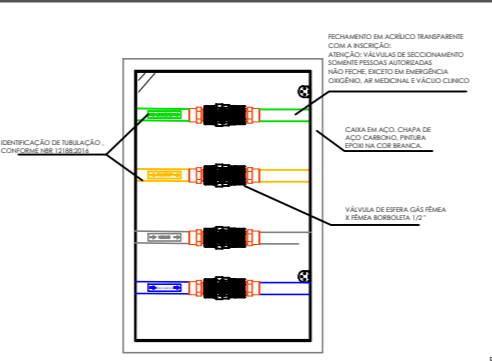 FECHAMENTO EM ACRÍLICO TRANSPARENTE
COM A INSCRIÇÃO:
ATENÇÃO: VÁLVULAS DE SECCIONAMENTO
SOMENTE PESSOAS AUTORIZADAS
NÃO FECHE, EXCETO EM EMERGÊNCIA
OXIGÊNIO, AR MEDICINAL E VÁCUO CLINICO
CAIXA EM AÇO. CHAPA DE
AÇO CARBONO, PINTURA
EPOXI NA COR BRANCA.
IDENTIFICAÇÃO DE TUBULAÇÃO ,
CONFORME NBR 12188:2016
VÁLVULA DE ESFERA GÁS FÊMEA
X FÊMEA BORBOLETA 1/2"